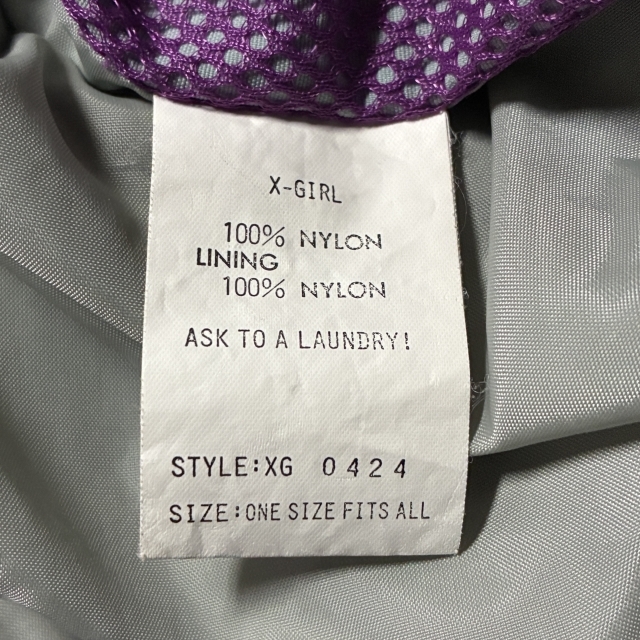 X-GIRL
100% NYLON
LINING
100% NYLON
ASK TO A LAUNDRY!
STYLE:XG 0424
SIZE:ONE SIZE FITS ALL